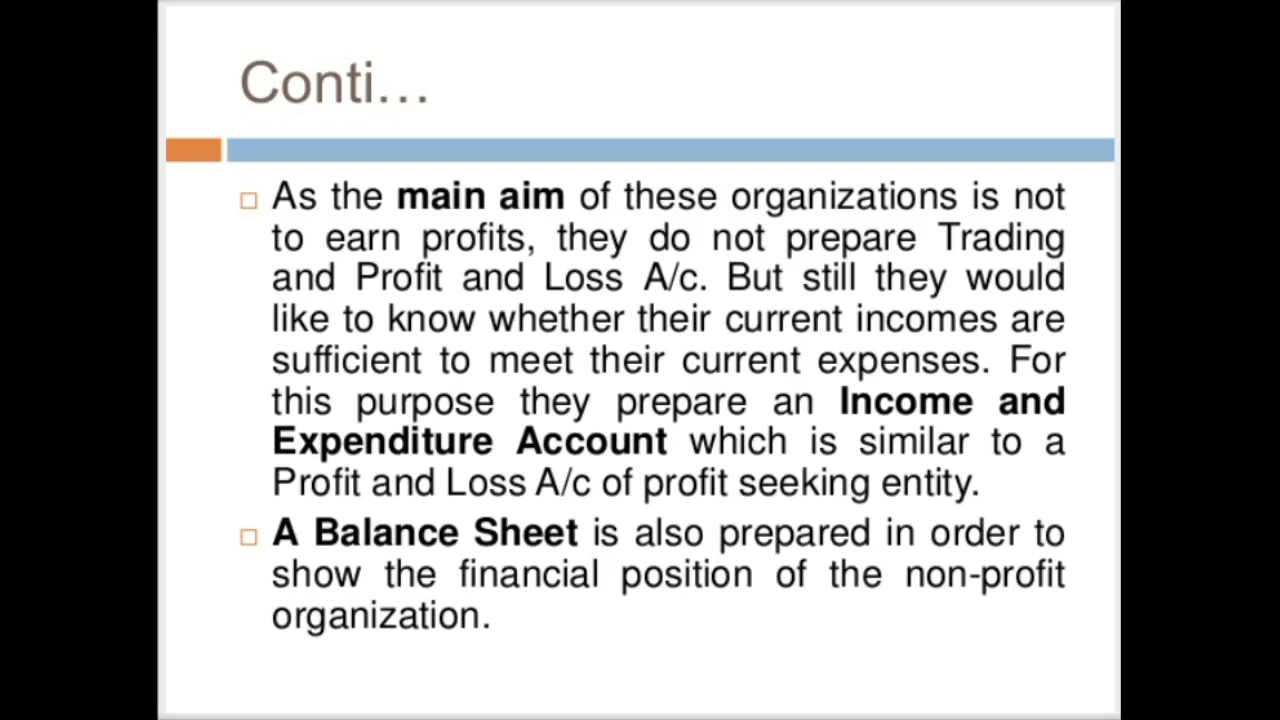 Conti...
As the main aim of these organizations is not
to earn profits, they do not prepare Trading
and Profit and Loss A/c. But still they would
like to know whether their current incomes are
sufficient to meet their current expenses. For
this purpose they prepare an Income and
Expenditure Account which is similar to a
Profit and Loss A/c of profit seeking entity.
A Balance Sheet is also prepared in order to
show the financial position of the non-profit
organization.